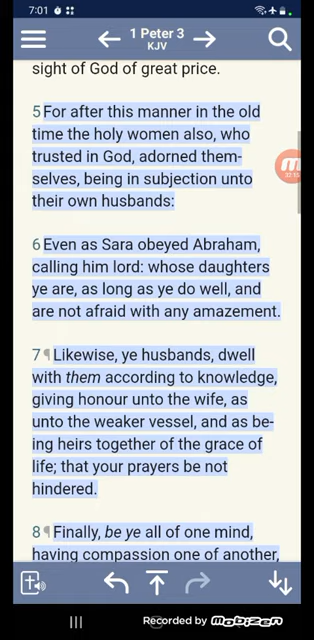 7:01
1 Peter 3
KJV
sight of God of great price.
5 For after this manner in the old
time the holy women also, who
trusted in God, adorned them-
selves, being in subjection unto
their own husbands:
6 Even as Sara obeyed Abraham,
calling him lord: whose daughters
ye are, as long as ye do well, and
are not afraid with any amazement.
7 ¶ Likewise, ye husbands, dwell
with them according to knowledge,
giving honour unto the wife, as
unto the weaker vessel, and as be-
ing heirs together of the grace of
life; that your prayers be not
hindered.
8 ¶ Finally, be ye all of one mind,
having compassion one of another,
Recorded by Mobizen